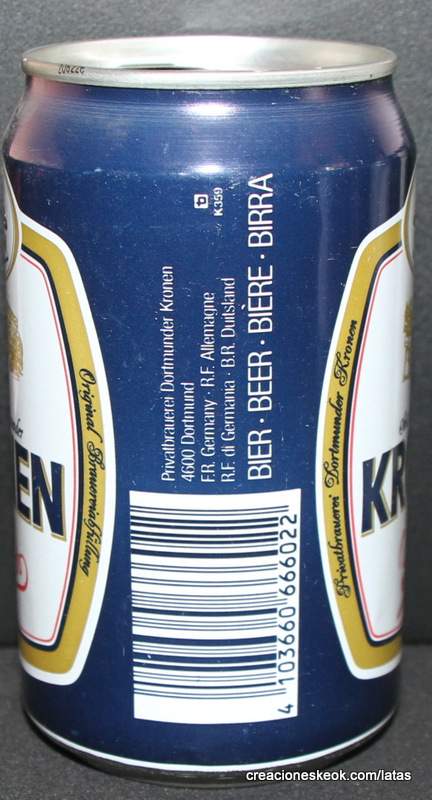 K359
Privatbrauerei Dortmunder Kronen
4600 Dortmund
F.R. Germany · R.F. Allemagne
R.F. di Germania · B.R. Duitsland
BIER · BEER · BIÈRE · BIRRA
4 103660 666022
Original Brauereiabfüllung
EN
Privatbrauerei Dortmunder Kronen
KR
creacioneskeok.com/latas